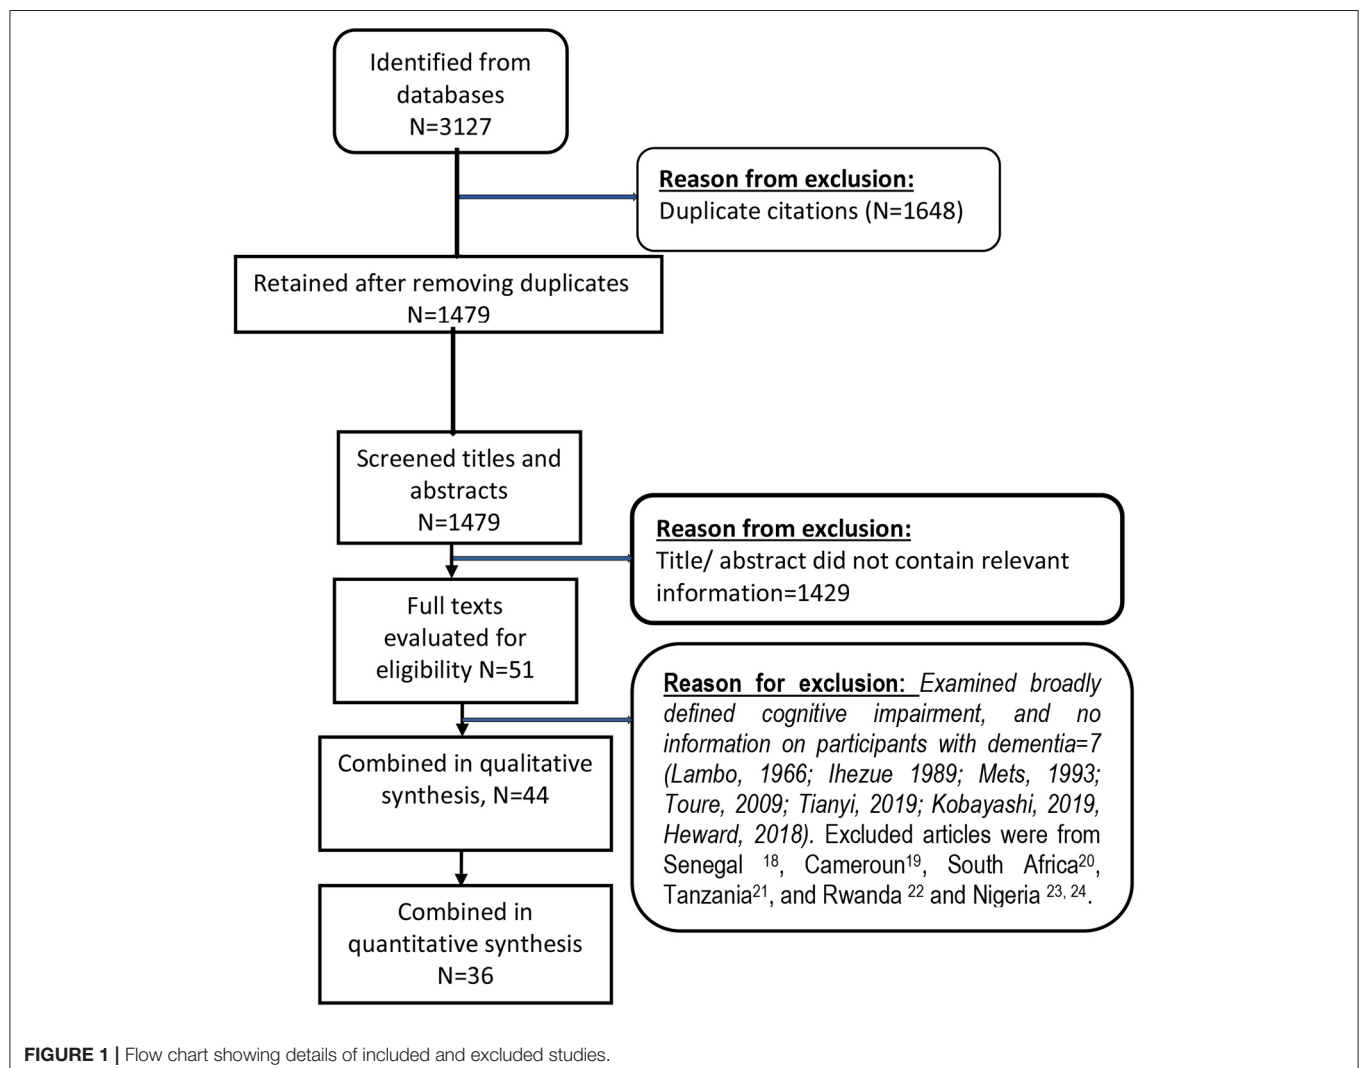 Identified from
databases
N=3127
Reason from exclusion:
Duplicate citations (N=1648)
Retained after removing duplicates
N=1479
Screened titles and
abstracts
N=1479
Reason from exclusion:
Title/ abstract did not contain relevant
information=1429
Full texts
evaluated for
eligibility N=51
Reason for exclusion: Examined broadly
defined cognitive impairment, and no
information on participants with dementia=7
(Lambo, 1966; Ihezue 1989; Mets, 1993;
Toure, 2009; Tianyi, 2019; Kobayashi, 2019,
Heward, 2018). Excluded articles were from
Senegal 18, Cameroun19, South Africa20,
Tanzania21, and Rwanda 22 and Nigeria 23, 24.
Combined in qualitative
synthesis, N=44
Combined in
quantitative synthesis
N=36
FIGURE 1 | Flow chart showing details of included and excluded studies.